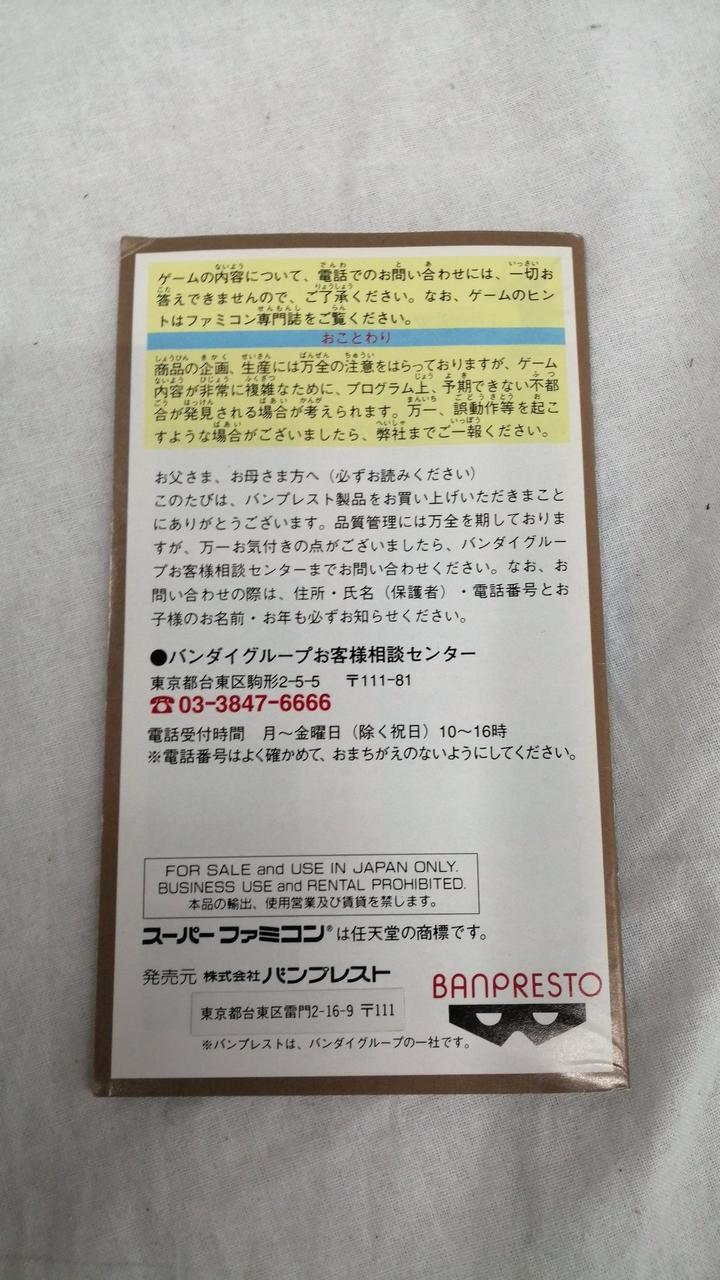 ゲームの内容について、電話でのお問い合わせには、一切お
答えできませんので、ご了承ください。なお、ゲームのヒン
トはファミコン専門誌をご覧ください。
おことわり
商品の企画、生産には万全の注意をはらっておりますが、ゲーム
内容が非常に複雑なために、プログラム上、予期できない不都
合が発見される場合が考えられます。万一、誤動作等を起こ
すような場合がございましたら、弊社までご一報ください。
お父さま、お母さま方へ（必ずお読みください）
このたびは、バンプレスト製品をお買い上げいただきまこと
にありがとうございます。品質管理には万全を期しておりま
すが、万一お気付きの点がございましたら、バンダイグルー
プお客様相談センターまでお問い合わせください。なお、お
問い合わせの際は、住所・氏名（保護者）・電話番号とお
子様のお名前・お年も必ずお知らせください。
●バンダイグループお客様相談センター
東京都台東区駒形2-5-5 〒111-81
☎03-3847-6666
電話受付時間 月～金曜日（除く祝日）10～16時
※電話番号はよく確かめて、おまちがえのないようにしてください。
FOR SALE and USE IN JAPAN ONLY.
BUSINESS USE and RENTAL PROHIBITED.
本品の輸出、使用営業及び賃貸を禁じます。
スーパーファミコン®は任天堂の商標です。
発売元 株式会社バンプレスト
BANPRESTO
東京都台東区雷門2-16-9 〒111
※バンプレストは、バンダイグループの一社です。